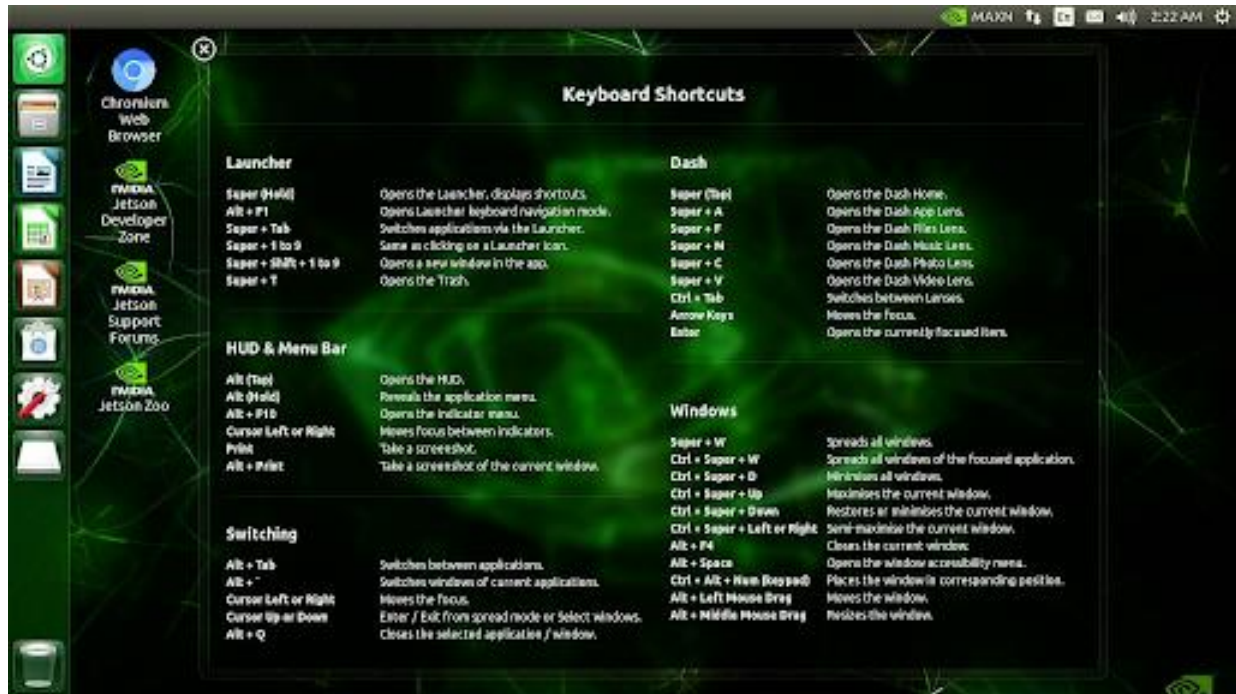 MAXN
En
2:22 AM
Chromium
Web
Browser
NVIDIA
Jetson
Developer
Zone
NVIDIA
Jetson
Support
Forums
NVIDIA
Jetson Zoo
Keyboard Shortcuts
Launcher
Super (Hold) Opens the Launcher, displays shortcuts.
Alt + F1 Opens Launcher keyboard navigation mode.
Super + Tab Switches applications via the Launcher.
Super + 1 to 9 Same as clicking on a Launcher icon.
Super + Shift + 1 to 9 Opens a new window in the app.
Super + T Opens the Trash.
HUD & Menu Bar
Alt (Tap) Opens the HUD.
Alt (Hold) Reveals the application menu.
Alt + F10 Opens the indicator menu.
Cursor Left or Right Moves focus between indicators.
Print Take a screenshot.
Alt + Print Take a screenshot of the current window.
Switching
Alt + Tab Switches between applications.
Alt + Switches windows of current applications.
Cursor Left or Right Moves the focus.
Cursor Up or Down Enter / Exit from spread mode or Select windows.
Alt + Q Closes the selected application / window.
Dash
Super (Tap) Opens the Dash Home.
Super + A Opens the Dash App Lens.
Super + F Opens the Dash Files Lens.
Super + M Opens the Dash Music Lens.
Super + C Opens the Dash Photo Lens.
Super + V Opens the Dash Video Lens.
Ctrl + Tab Switches between Lenses.
Arrow Keys Moves the focus.
Enter Opens the currently focused item.
Windows
Super + W Spreads all windows.
Ctrl + Super + W Spreads all windows of the focused application.
Ctrl + Super + D Minimises all windows.
Ctrl + Super + Up Maximises the current window.
Ctrl + Super + Down Restores or minimises the current window.
Ctrl + Super + Left or Right Semi-maximise the current window.
Alt + F4 Closes the current window.
Alt + Space Opens the window accessibility menu.
Ctrl + Alt + Num (keypad) Places the window in corresponding position.
Alt + Left Mouse Drag Moves the window.
Alt + Middle Mouse Drag Resizes the window.